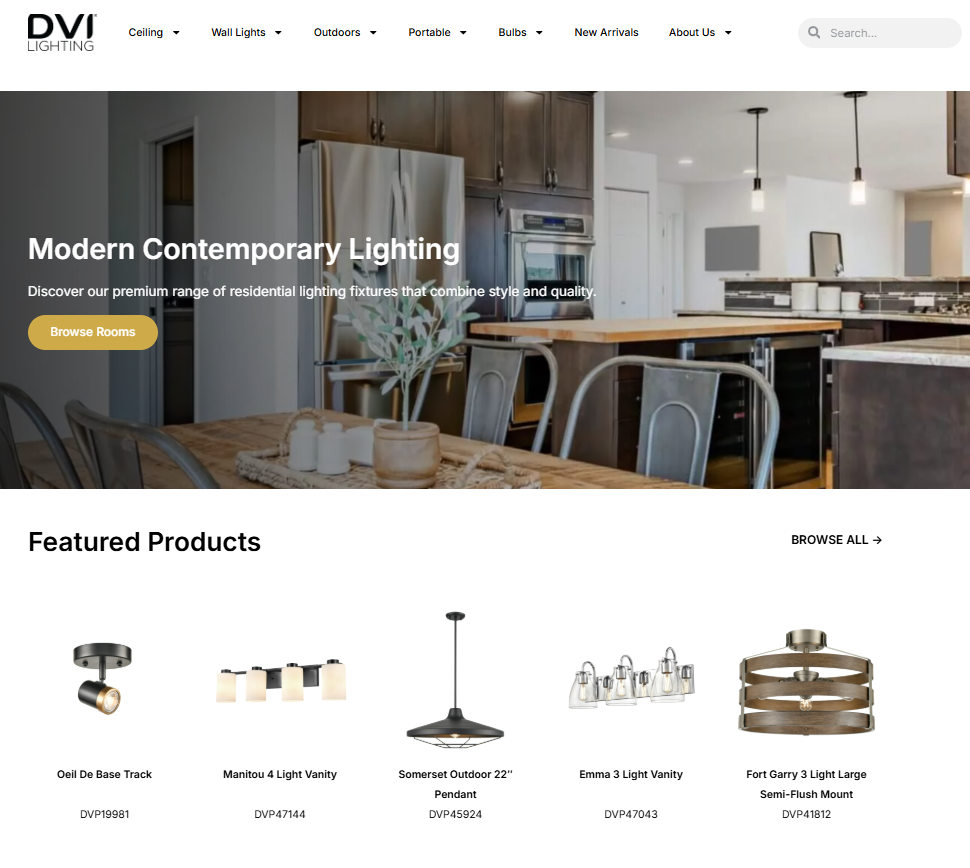 DVI
LIGHTING
Ceiling
Wall Lights
Outdoors
Portable
Bulbs
New Arrivals
About Us
Search...
Modern Contemporary Lighting
Discover our premium range of residential lighting fixtures that combine style and quality.
Browse Rooms
Featured Products
BROWSE ALL →
Oeil De Base Track
DVP19981
Manitou 4 Light Vanity
DVP47144
Somerset Outdoor 22″
Pendant
DVP45924
Emma 3 Light Vanity
DVP47043
Fort Garry 3 Light Large
Semi-Flush Mount
DVP41812